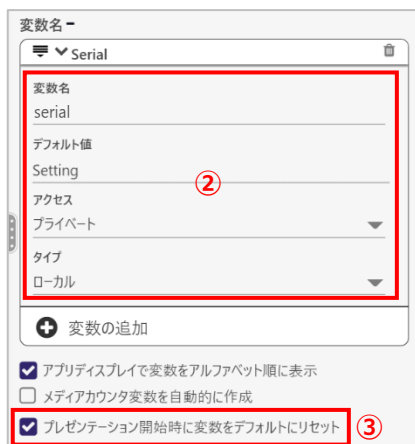 変数名 -
Serial
変数名
serial
デフォルト値
Setting
②
アクセス
プライベート
タイプ
ローカル
変数の追加
アプリディスプレイで変数をアルファベット順に表示
メディアカウンタ変数を自動的に作成
プレゼンテーション開始時に変数をデフォルトにリセット ③